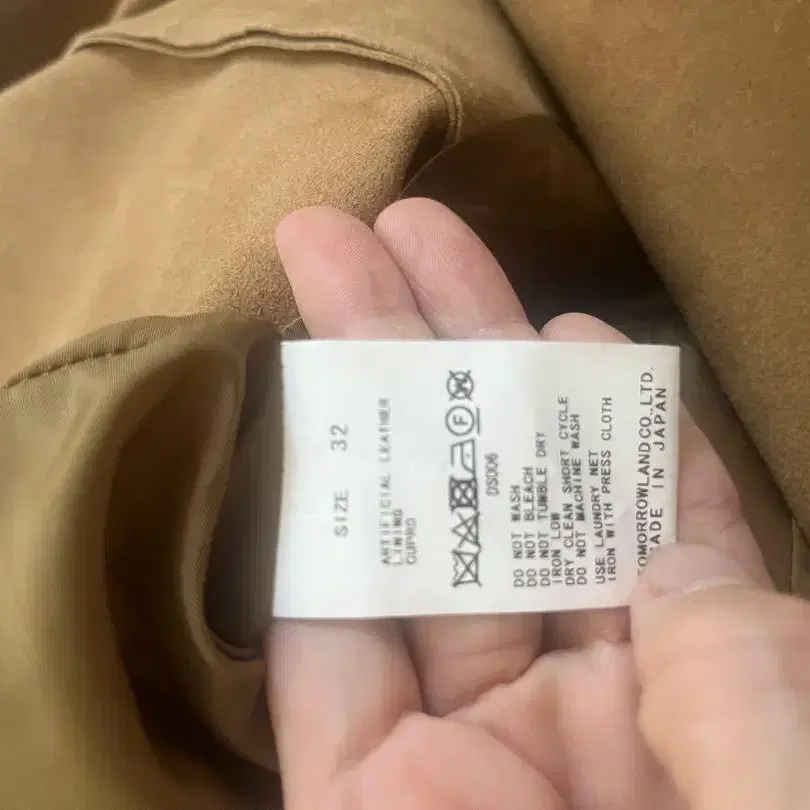 SIZE 32
ARTIFICIAL LEATHER
LINING
CUPRO
F
DS006
DO NOT WASH
DO NOT BLEACH
DO NOT TUMBLE DRY
IRON LOW
DRY CLEAN SHORT CYCLE
DO NOT MACHINE WASH
USE LAUNDRY NET
IRON WITH PRESS CLOTH
TOMORROWLAND CO.,LTD.
MADE IN JAPAN